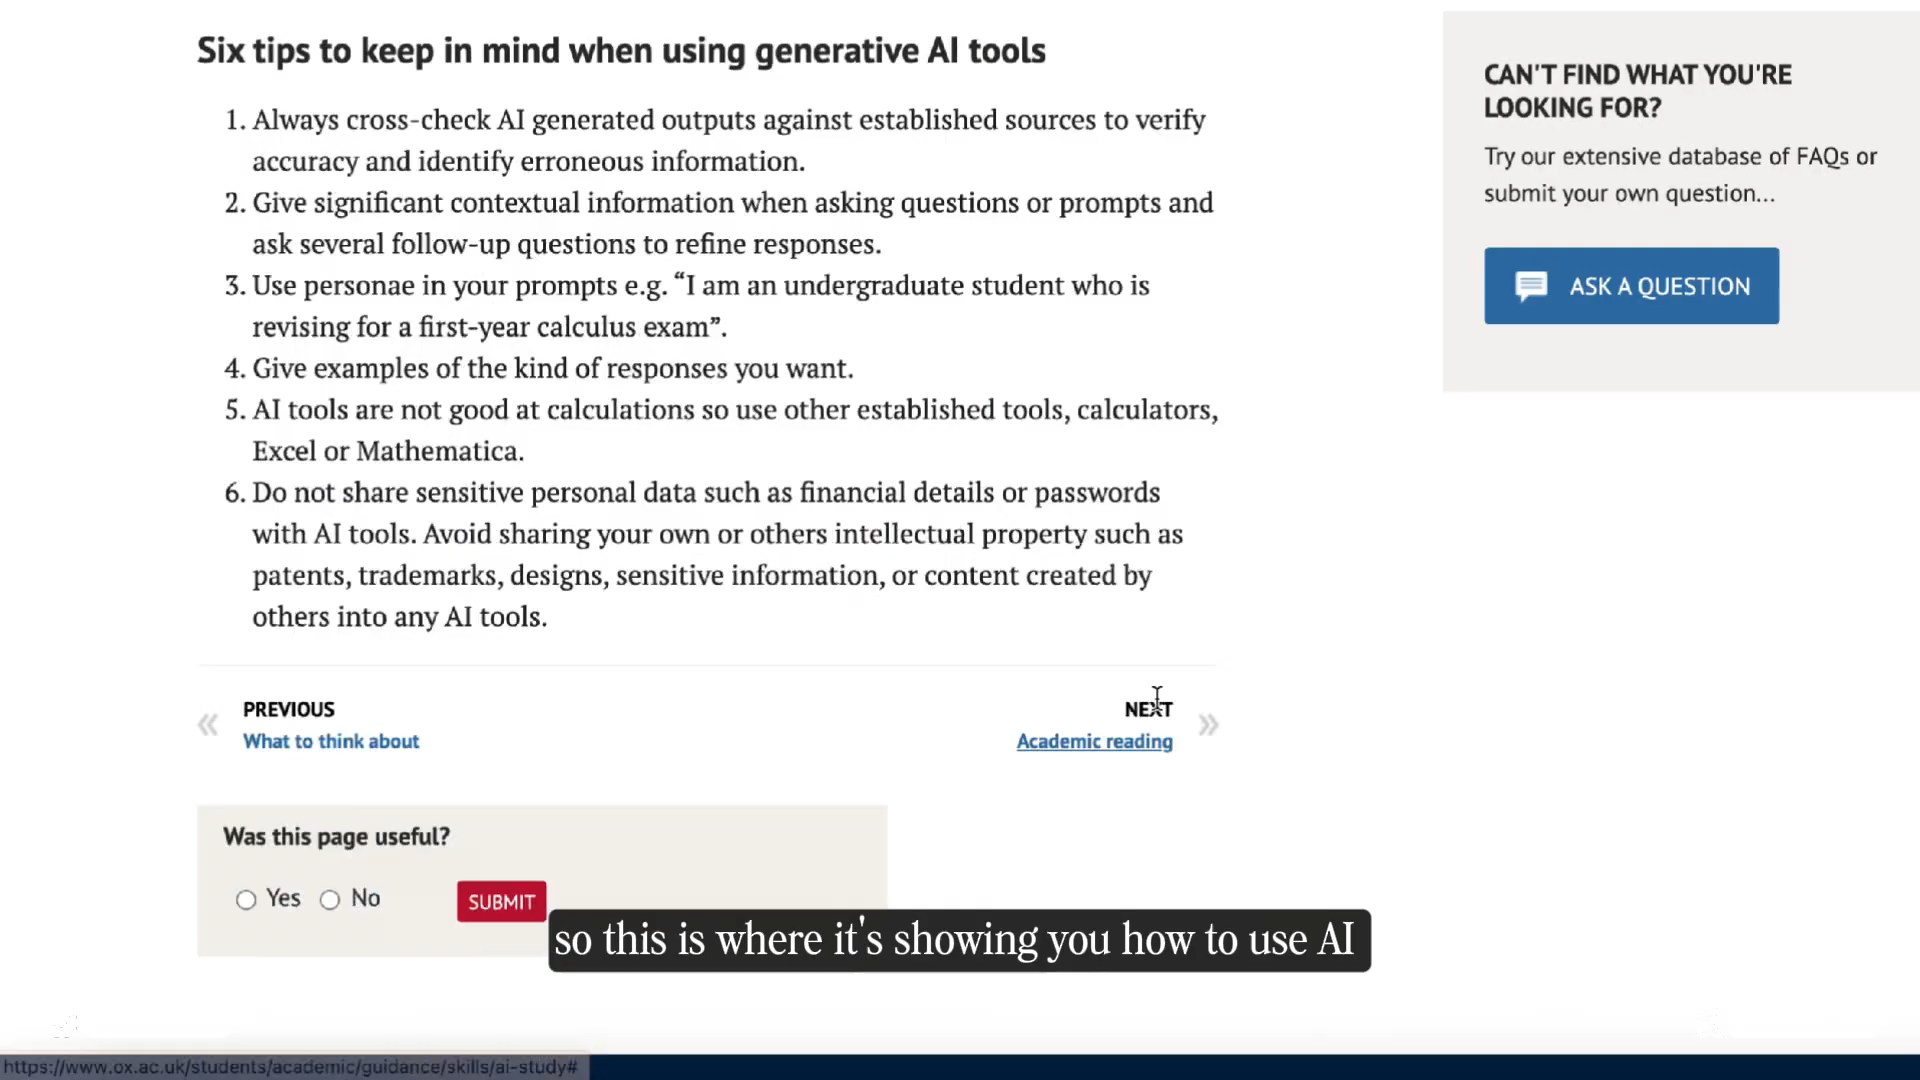 Six tips to keep in mind when using generative AI tools
1. Always cross-check AI generated outputs against established sources to verify
accuracy and identify erroneous information.
2. Give significant contextual information when asking questions or prompts and
ask several follow-up questions to refine responses.
3. Use personae in your prompts e.g. “I am an undergraduate student who is
revising for a first-year calculus exam”.
4. Give examples of the kind of responses you want.
5. AI tools are not good at calculations so use other established tools, calculators,
Excel or Mathematica.
6. Do not share sensitive personal data such as financial details or passwords
with AI tools. Avoid sharing your own or others intellectual property such as
patents, trademarks, designs, sensitive information, or content created by
others into any AI tools.
CAN'T FIND WHAT YOU'RE
LOOKING FOR?
Try our extensive database of FAQs or
submit your own question...
ASK A QUESTION
PREVIOUS
What to think about
NEXT
Academic reading
Was this page useful?
Yes No SUBMIT
so this is where it's showing you how to use AI
https://www.ox.ac.uk/students/academic/guidance/skills/ai-study#